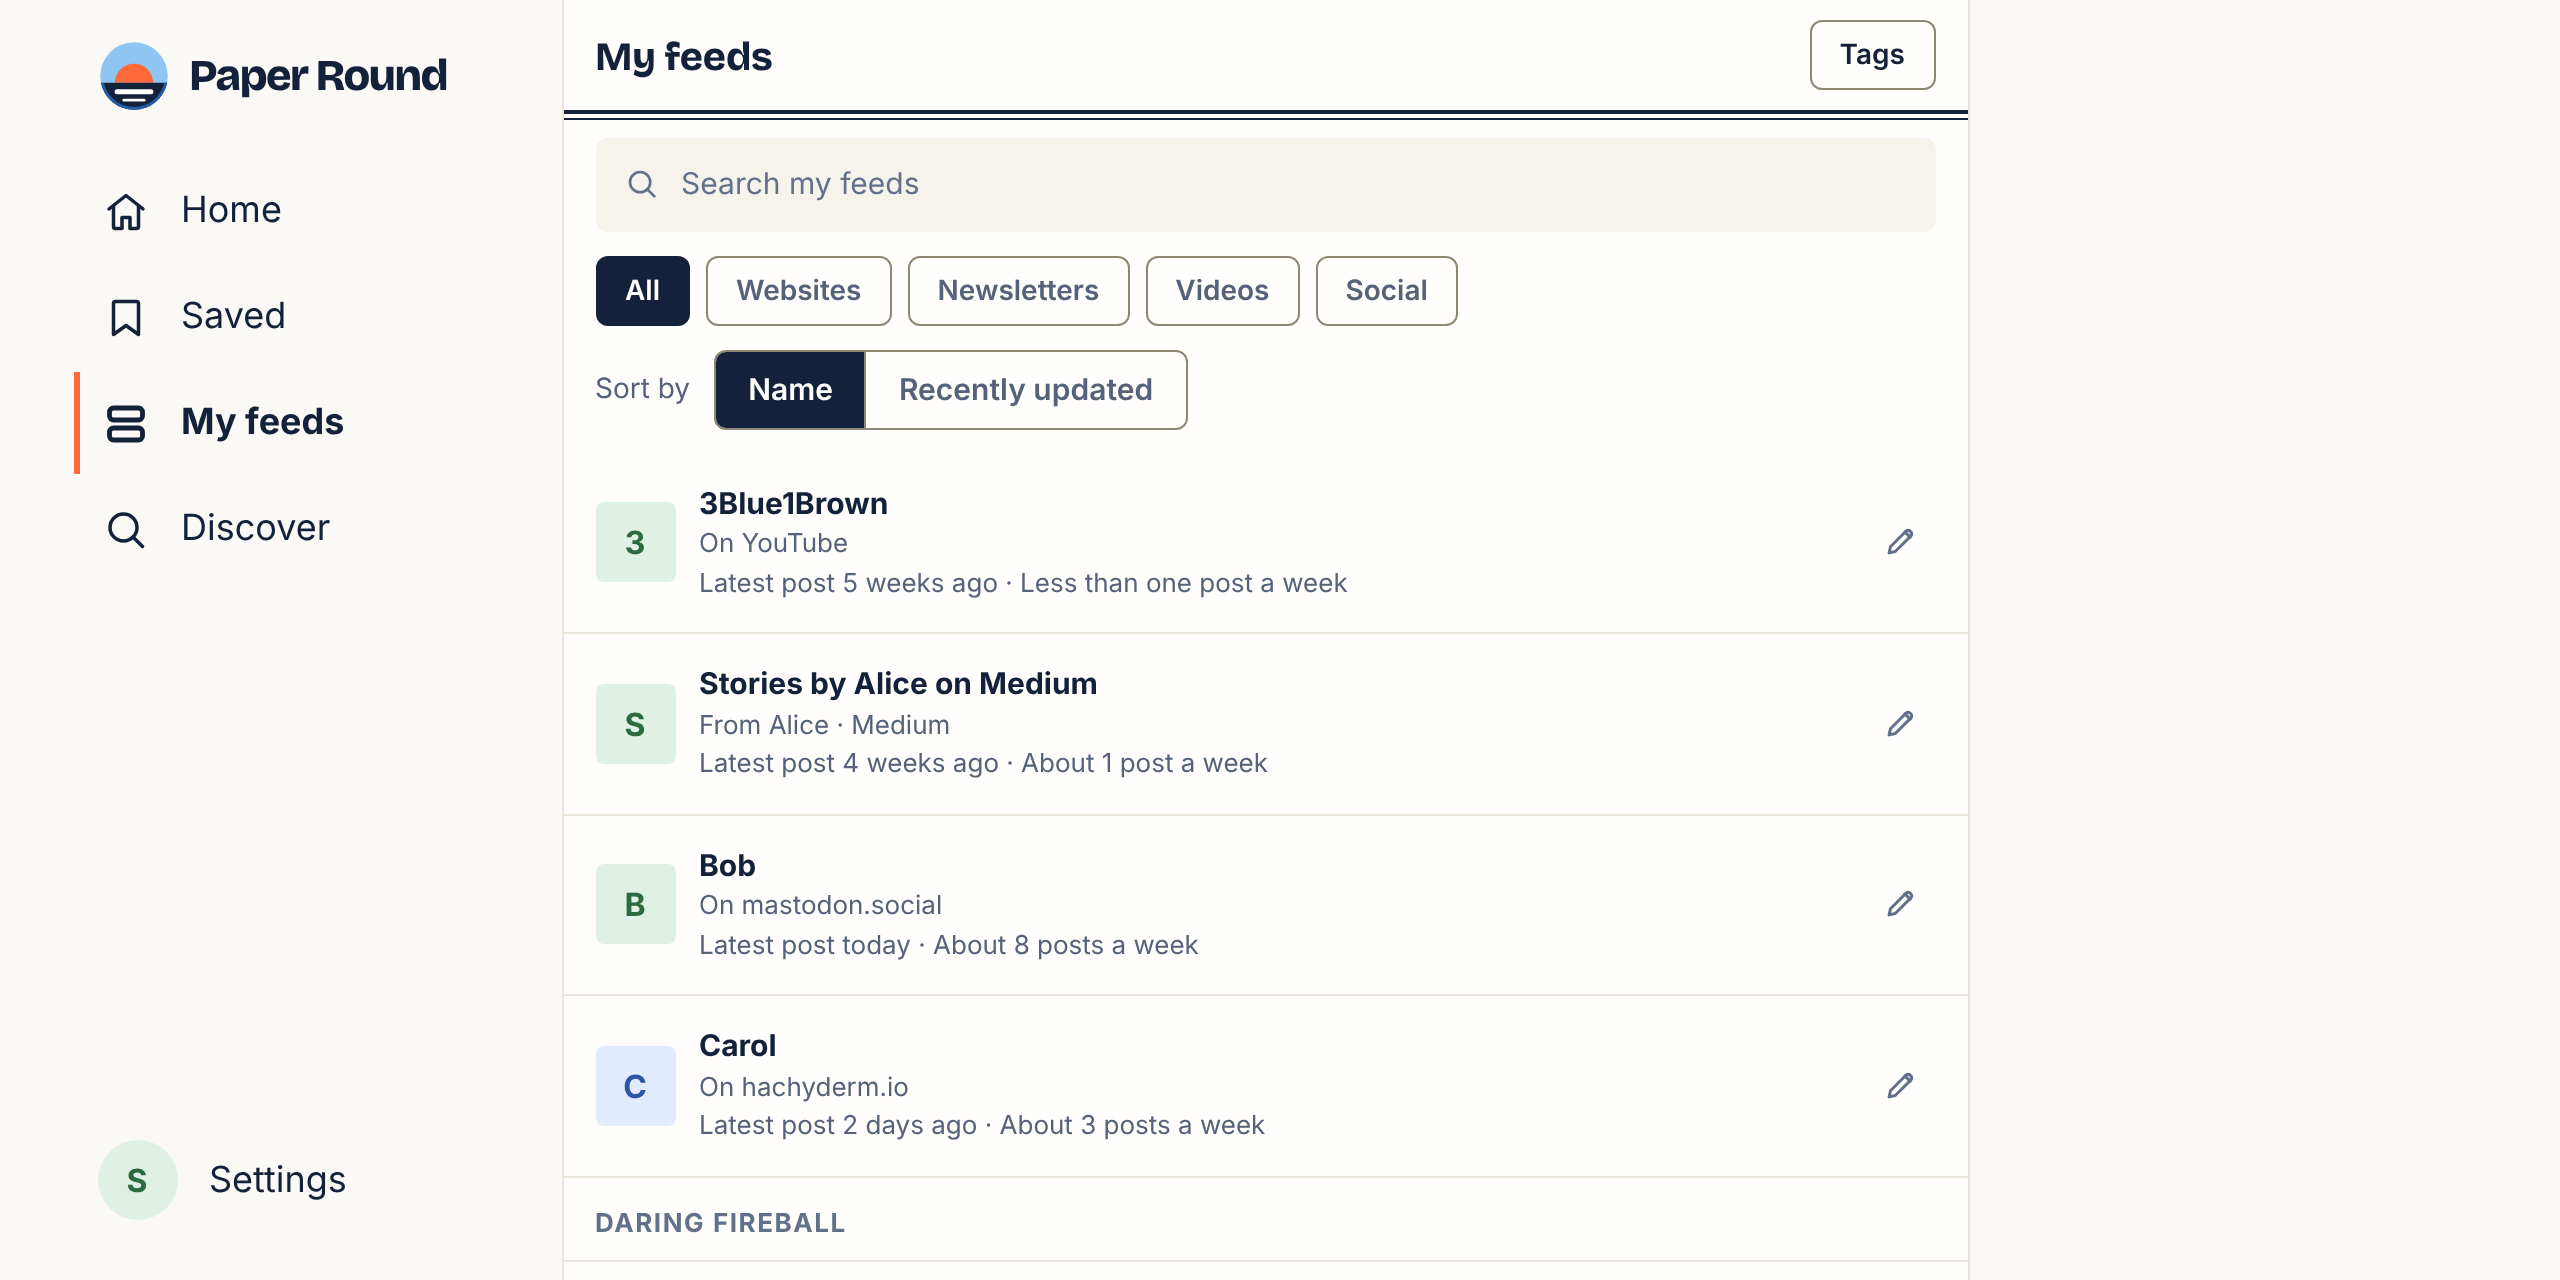 Paper Round
Home
Saved
My feeds
Discover
S Settings
My feeds
Tags
Search my feeds
All Websites Newsletters Videos Social
Sort by Name Recently updated
3
3Blue1Brown
On YouTube
Latest post 5 weeks ago · Less than one post a week
S
Stories by Alice on Medium
From Alice · Medium
Latest post 4 weeks ago · About 1 post a week
B
Bob
On mastodon.social
Latest post today · About 8 posts a week
C
Carol
On hachyderm.io
Latest post 2 days ago · About 3 posts a week
DARING FIREBALL